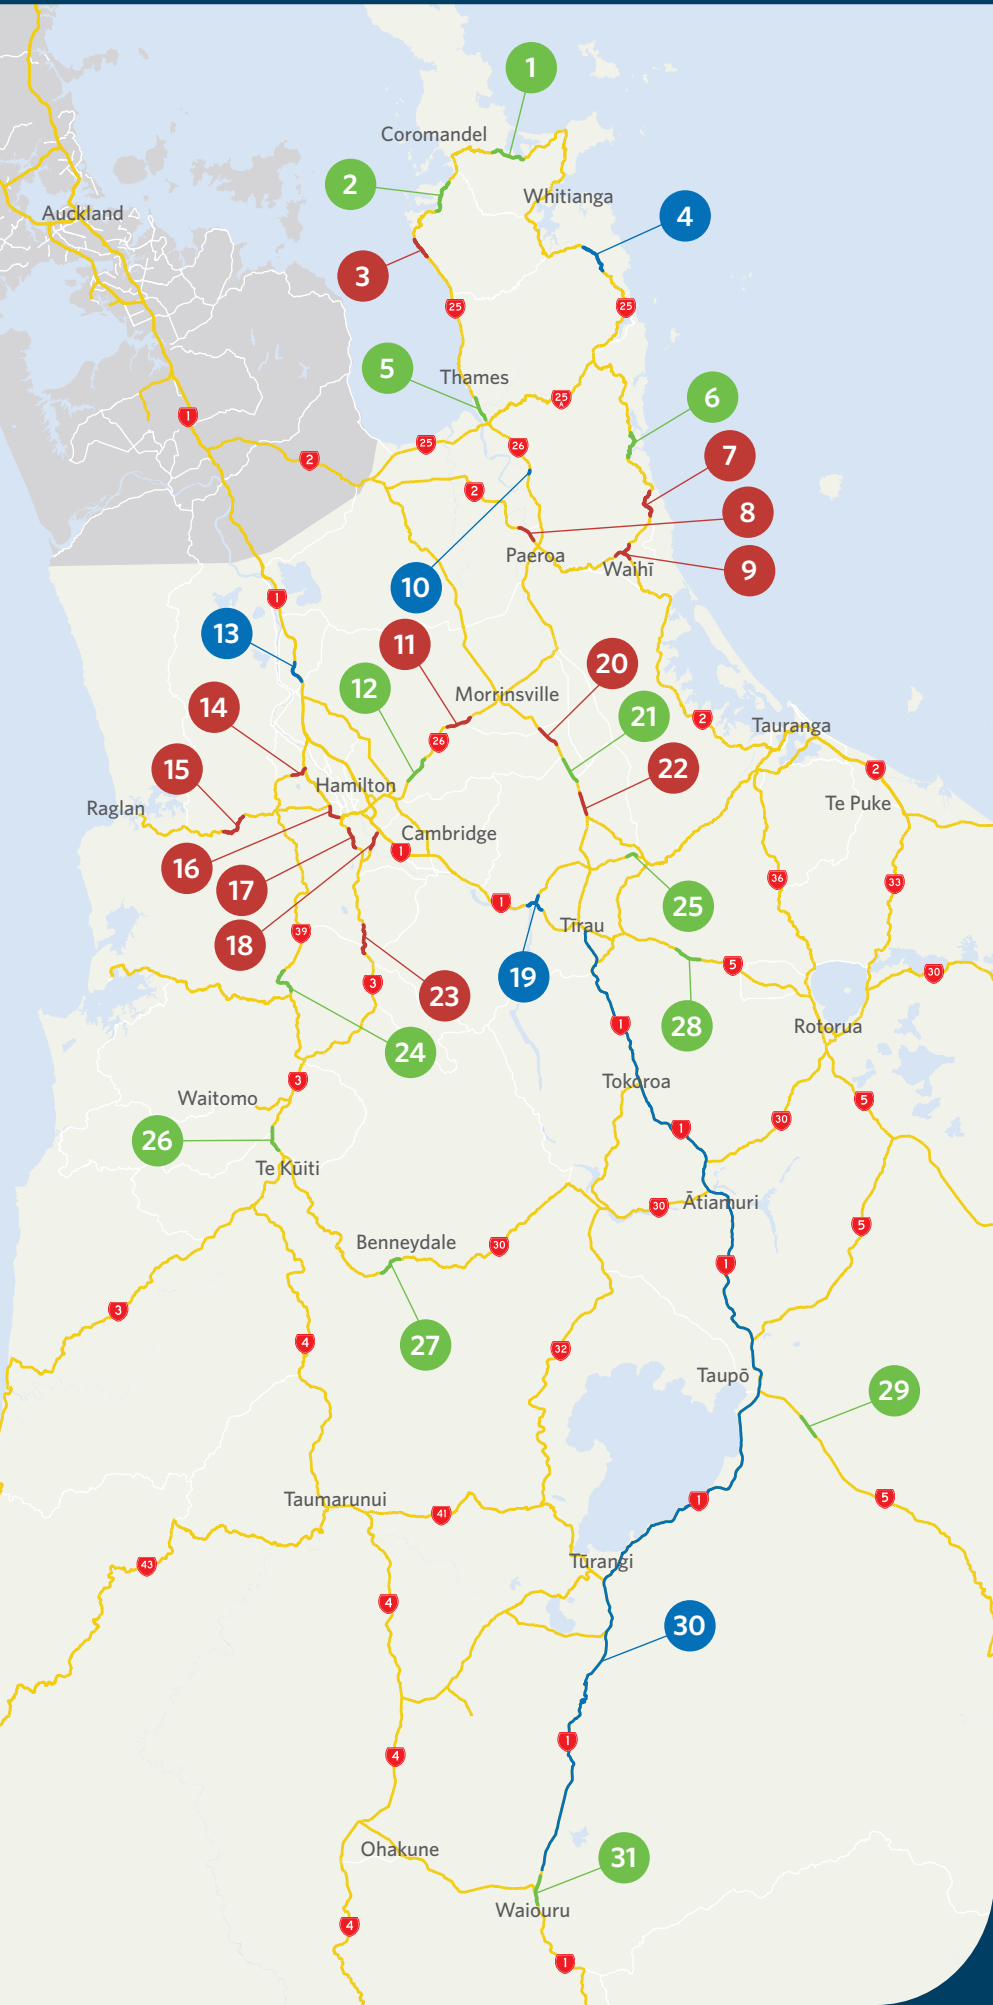 1
Coromandel
2
Whitianga
Auckland
4
3
25
25
5
Thames
25
A
6
1
25
26
2
7
2
8
Paeroa
Waihī
9
10
1
13
11
20
12
Morrinsville
14
21
2
Tauranga
26
15
22
2
Hamilton
Raglan
Te Puke
Cambridge
1
16
36
33
17
1
25
Tīrau
39
18
5
30
19
3
23
28
1
Rotorua
24
3
Tokoroa
Waitomo
5
30
1
26
Te Kūiti
30
Ātiamuri
5
Benneydale
30
1
3
4
27
32
Taupō
29
Taumarunui
1
5
41
43
Tūrangi
4
30
1
4
Ohakune
31
Waiouru
4
1